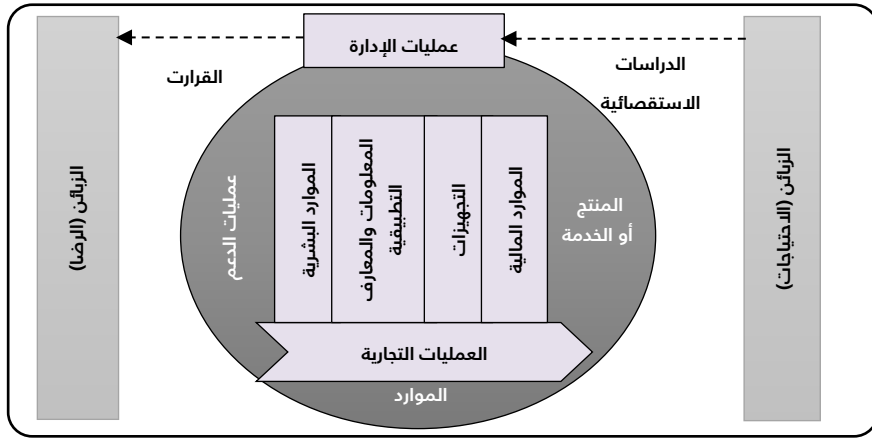 عمليات الإدارة
الدراسات
الاستقصائية
القرارت
الزبائن (الاحتياجات)
المنتج
أو الخدمة
الموارد المالية
التجهيزات
المعلومات والمعارف
التطبيقية
الموارد البشرية
عمليات الدعم
الزبائن (الرضا)
العمليات التجارية
الموارد